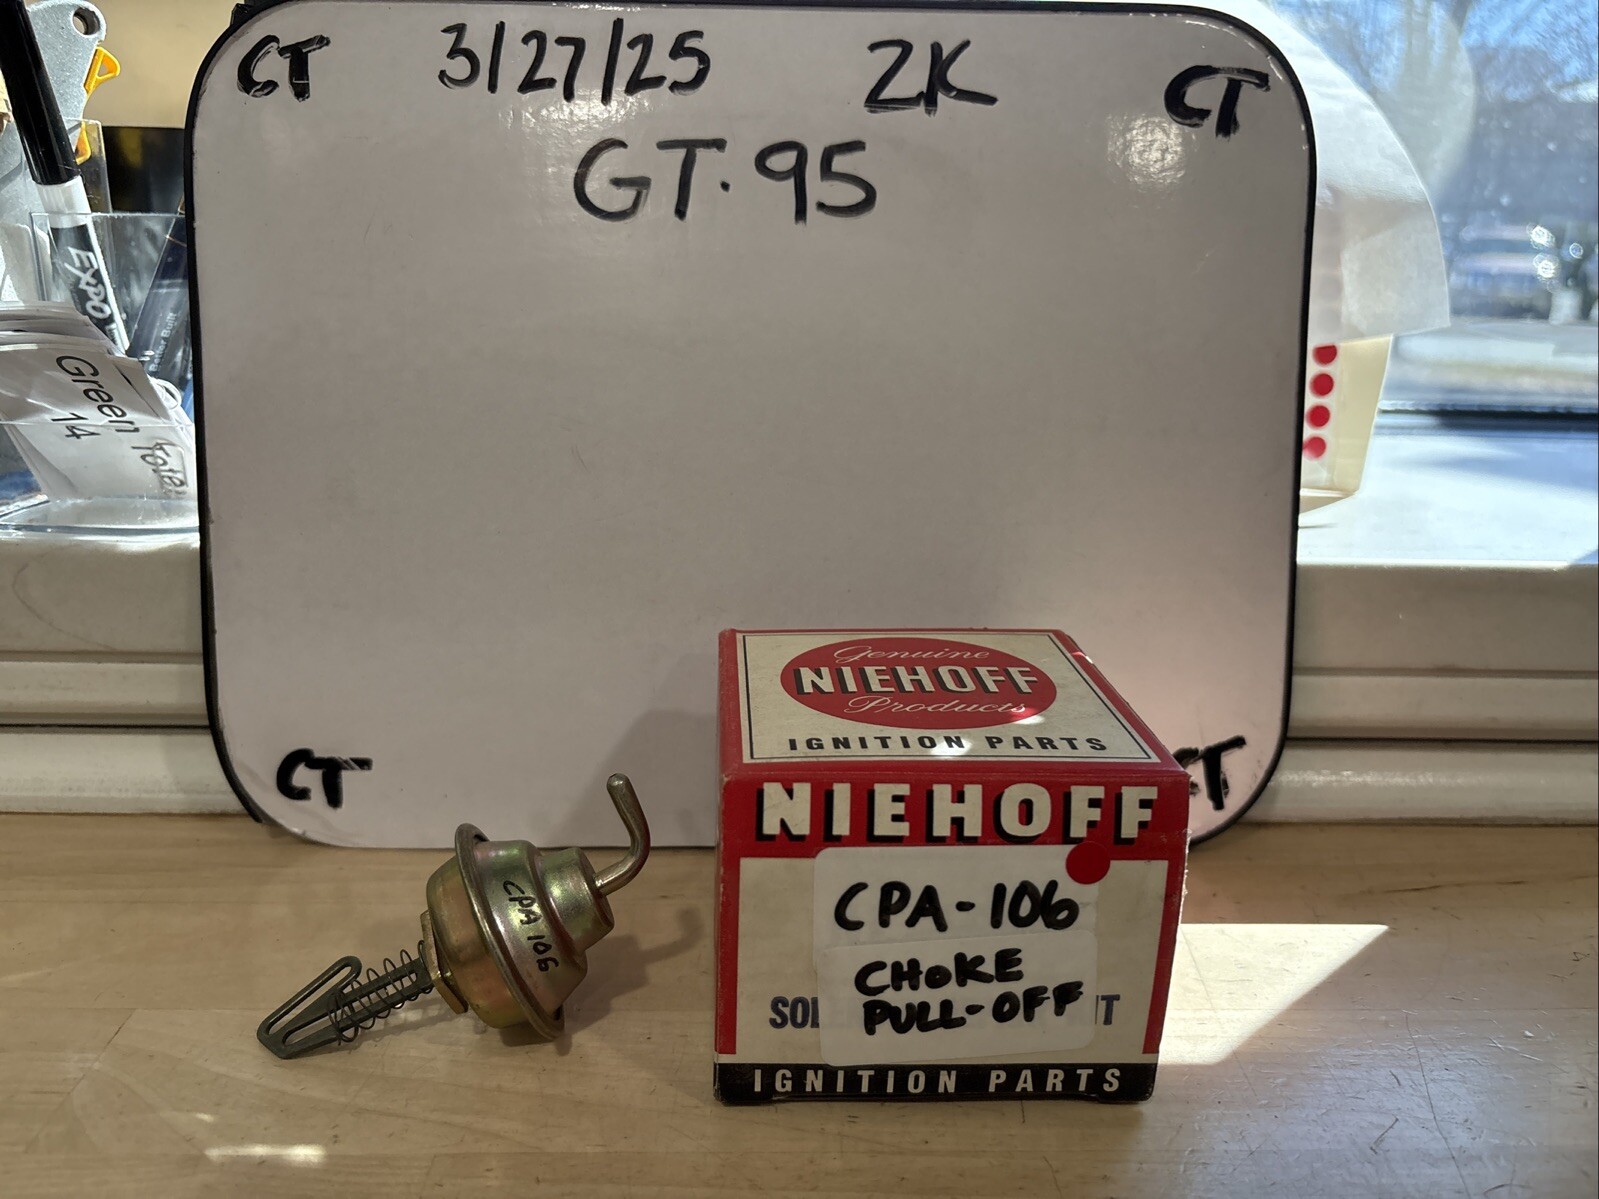 CT 3/27/25 ZK CT
GT.95
EXPO
Green
14
CT
CT
Genuine
NIEHOFF
Products
IGNITION PARTS
NIEHOFF
CPA-106
CHOKE
PULL-OFF
IGNITION PARTS
CPA 106